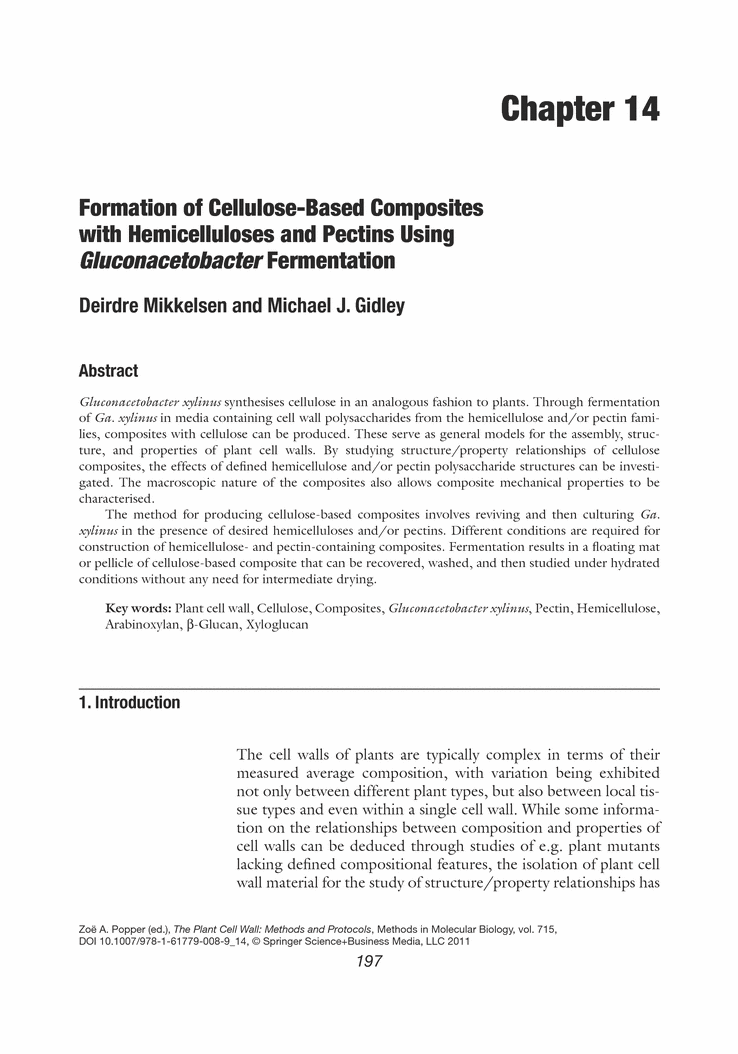 Chapter 14
Formation of Cellulose-Based Composites
with Hemicelluloses and Pectins Using
Gluconacetobacter Fermentation
Deirdre Mikkelsen and Michael J. Gidley
Abstract
Gluconacetobacter xylinus synthesises cellulose in an analogous fashion to plants. Through fermentation
of Ga. xylinus in media containing cell wall polysaccharides from the hemicellulose and/or pectin fami-
lies, composites with cellulose can be produced. These serve as general models for the assembly, struc-
ture, and properties of plant cell walls. By studying structure/property relationships of cellulose
composites, the effects of defined hemicellulose and/or pectin polysaccharide structures can be investi-
gated. The macroscopic nature of the composites also allows composite mechanical properties to be
characterised.
The method for producing cellulose-based composites involves reviving and then culturing Ga.
xylinus in the presence of desired hemicelluloses and/or pectins. Different conditions are required for
construction of hemicellulose- and pectin-containing composites. Fermentation results in a floating mat
or pellicle of cellulose-based composite that can be recovered, washed, and then studied under hydrated
conditions without any need for intermediate drying.
Key words: Plant cell wall, Cellulose, Composites, Gluconacetobacter xylinus, Pectin, Hemicellulose,
Arabinoxylan, β-Glucan, Xyloglucan
1. Introduction
The cell walls of plants are typically complex in terms of their
measured average composition, with variation being exhibited
not only between different plant types, but also between local tis-
sue types and even within a single cell wall. While some informa-
tion on the relationships between composition and properties of
cell walls can be deduced through studies of e.g. plant mutants
lacking defined compositional features, the isolation of plant cell
wall material for the study of structure/property relationships has
Zoë A. Popper (ed.), The Plant Cell Wall: Methods and Protocols, Methods in Molecular Biology, vol. 715,
DOI 10.1007/978-1-61779-008-9_14, © Springer Science+Business Media, LLC 2011
197